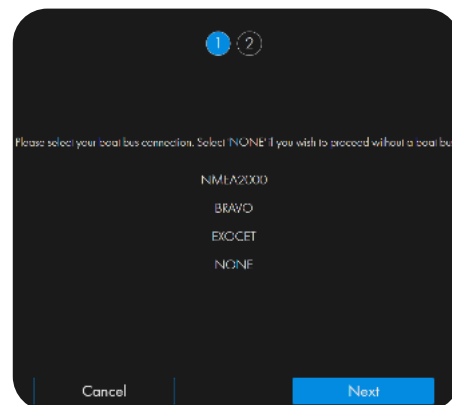 1 2
Please select your boat bus connection. Select 'NONE' if you wish to proceed without a boat bus
NMEA2000
BRAVO
EXOCET
NONE
Cancel
Next